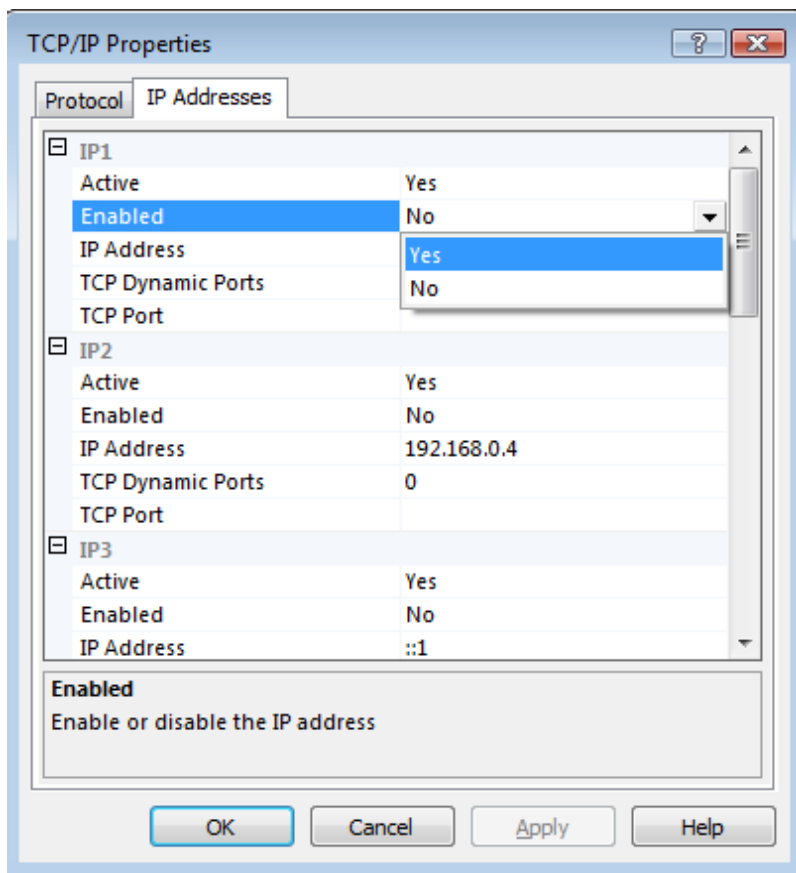 TCP/IP Properties
Protocol IP Addresses
IP1
Active Yes
Enabled No
IP Address Yes
TCP Dynamic Ports No
TCP Port
IP2
Active Yes
Enabled No
IP Address 192.168.0.4
TCP Dynamic Ports 0
TCP Port
IP3
Active Yes
Enabled No
IP Address ::1
Enabled
Enable or disable the IP address
OK Cancel Apply Help